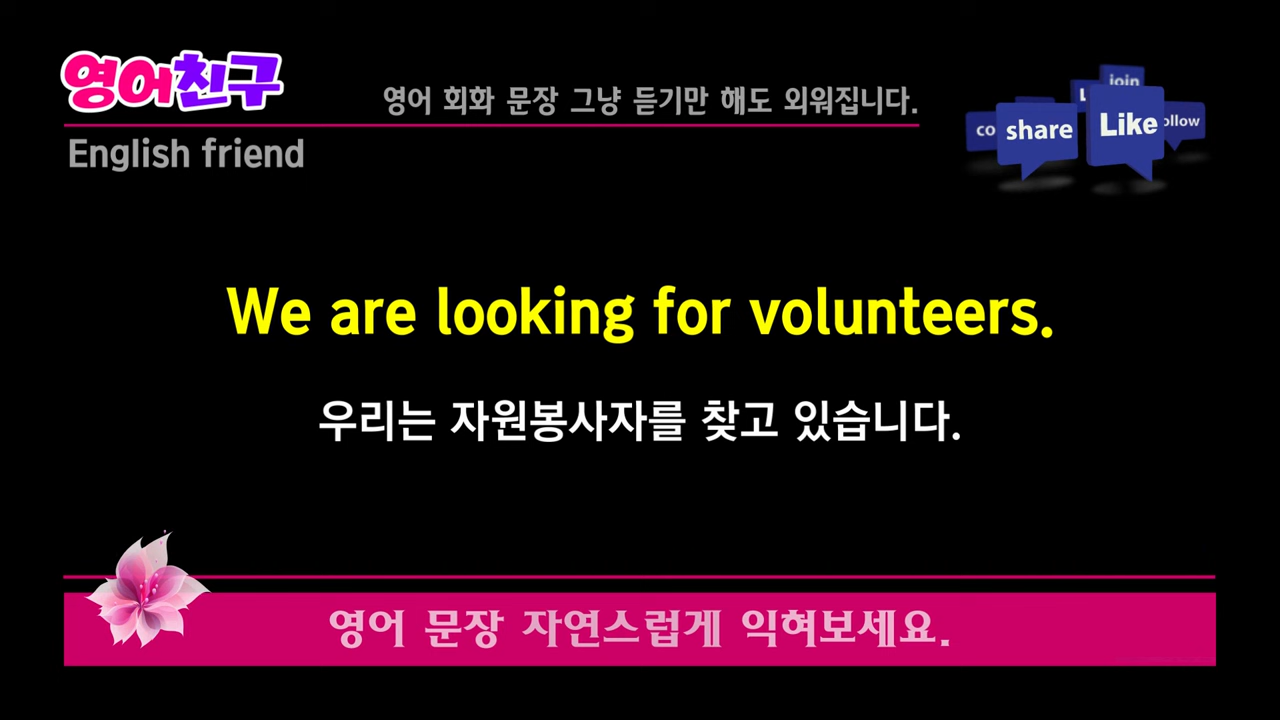 영어친구
영어 회화 문장 그냥 듣기만 해도 외워집니다.
English friend
join
share
Like
We are looking for volunteers.
우리는 자원봉사자를 찾고 있습니다.
영어 문장 자연스럽게 익혀보세요.